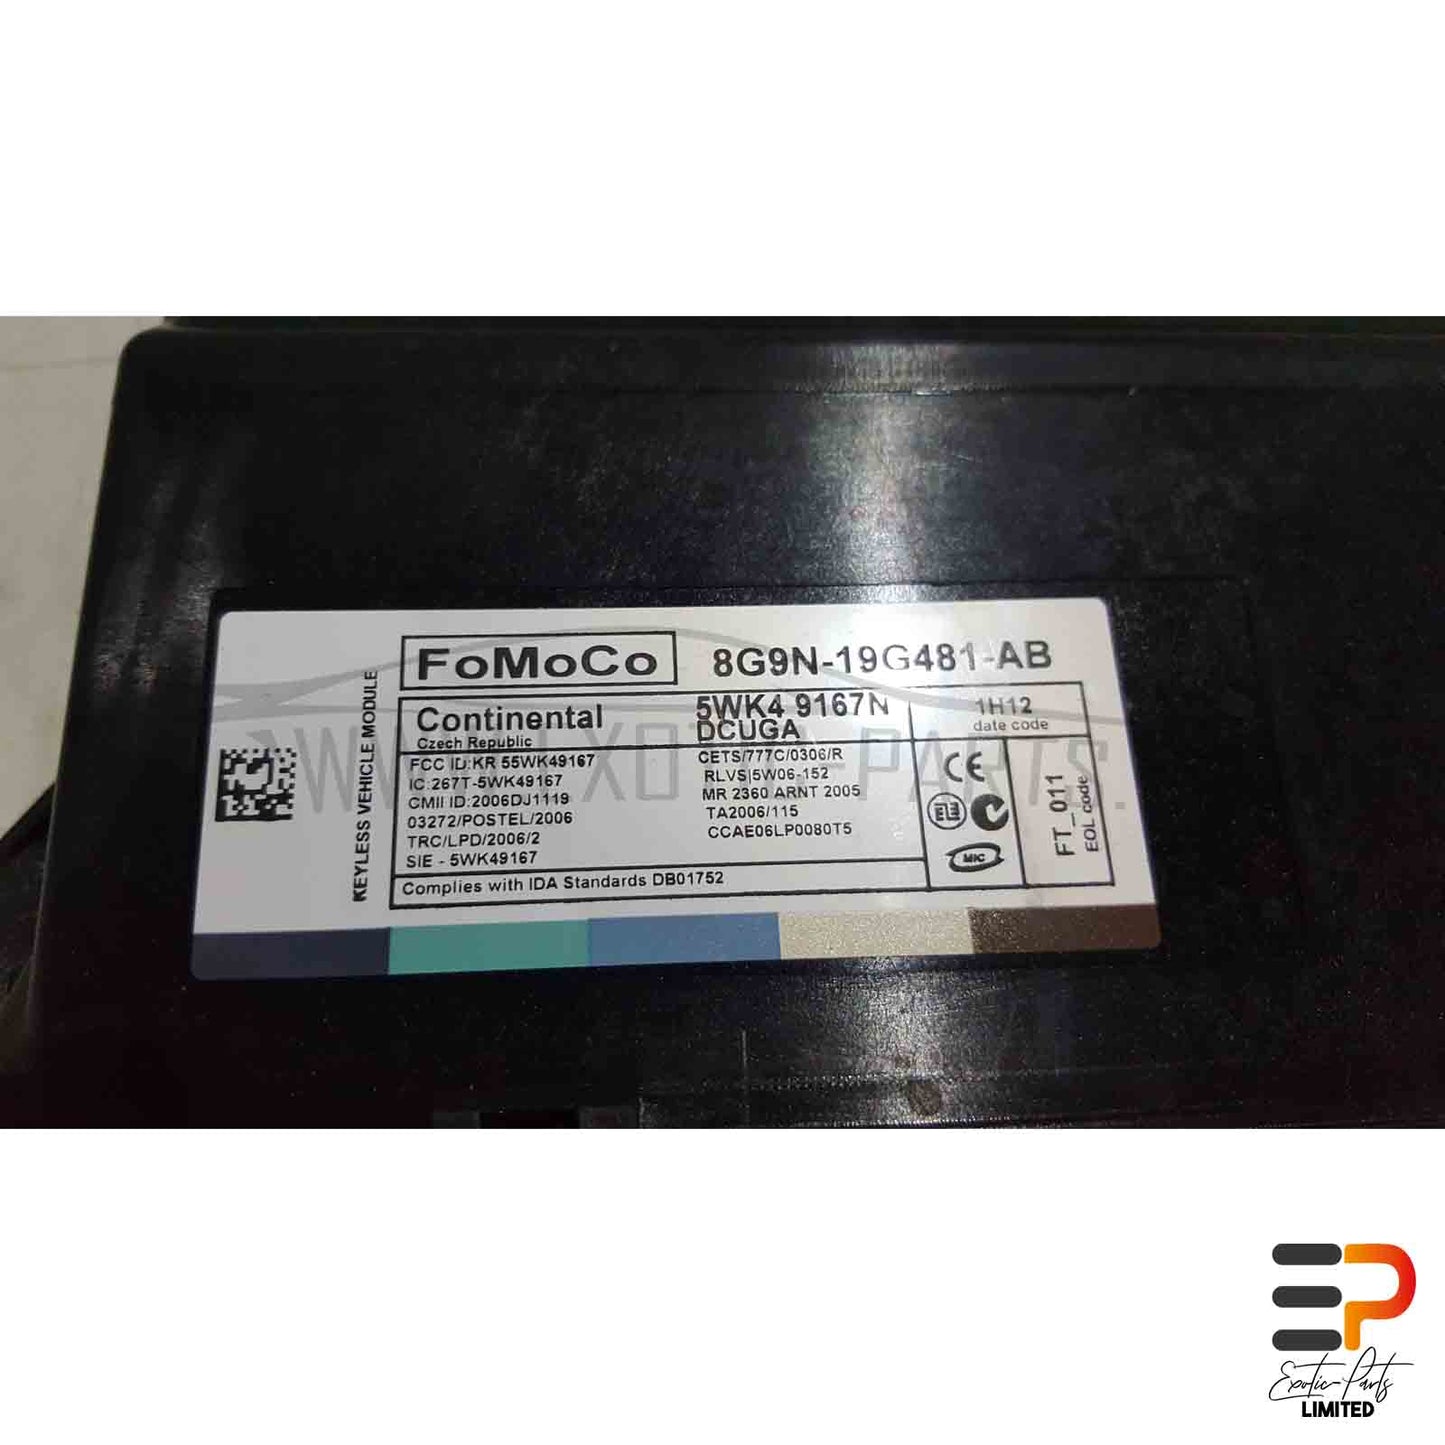 FoMoCo 8G9N-19G481-AB
KEYLESS VEHICLE MODULE
Continental 5WK4 9167N 1H12
Czech Republic DCUGA date code
FCC ID:KR 55WK49167 CETS/777C/0306/R
IC:267T-5WK49167 RLVS|5W06-152
CMII ID:2006DJ1119 MR 2360 ARNT 2005
03272/POSTEL/2006 TA2006/115
TRC/LPD/2006/2 CCAE06LP0080T5
SIE - 5WK49167
Complies with IDA Standards DB01752
CE
MIC
FT_011
EOL code
EP
Exotic-Parts
LIMITED